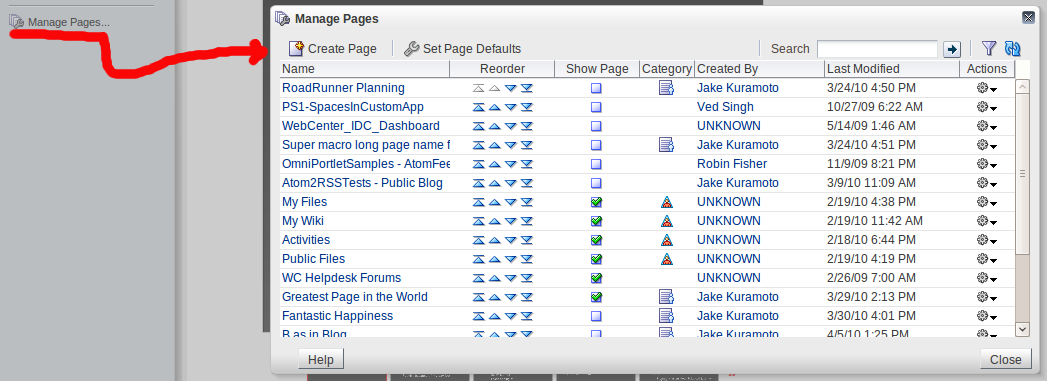 Manage Pages...
Manage Pages
Create Page Set Page Defaults Search
Name Reorder Show Page Category Created By Last Modified Actions
RoadRunner Planning Jake Kuramoto 3/24/10 4:50 PM
PS1-SpacesInCustomApp Ved Singh 10/27/09 6:22 AM
WebCenter_IDC_Dashboard UNKNOWN 5/14/09 1:46 AM
Super macro long page name f Jake Kuramoto 3/24/10 4:51 PM
OmniPortletSamples - AtomFee Robin Fisher 11/9/09 8:21 PM
Atom2RSSTests - Public Blog Jake Kuramoto 3/9/10 11:09 AM
My Files UNKNOWN 2/19/10 4:38 PM
My Wiki UNKNOWN 2/19/10 11:42 AM
Activities UNKNOWN 2/18/10 6:44 PM
Public Files UNKNOWN 2/19/10 4:19 PM
WC Helpdesk Forums UNKNOWN 2/26/09 7:00 AM
Greatest Page in the World Jake Kuramoto 3/29/10 2:13 PM
Fantastic Happiness Jake Kuramoto 3/30/10 4:01 PM
B as in Blog Jake Kuramoto 4/5/10 1:25 PM
Help Close